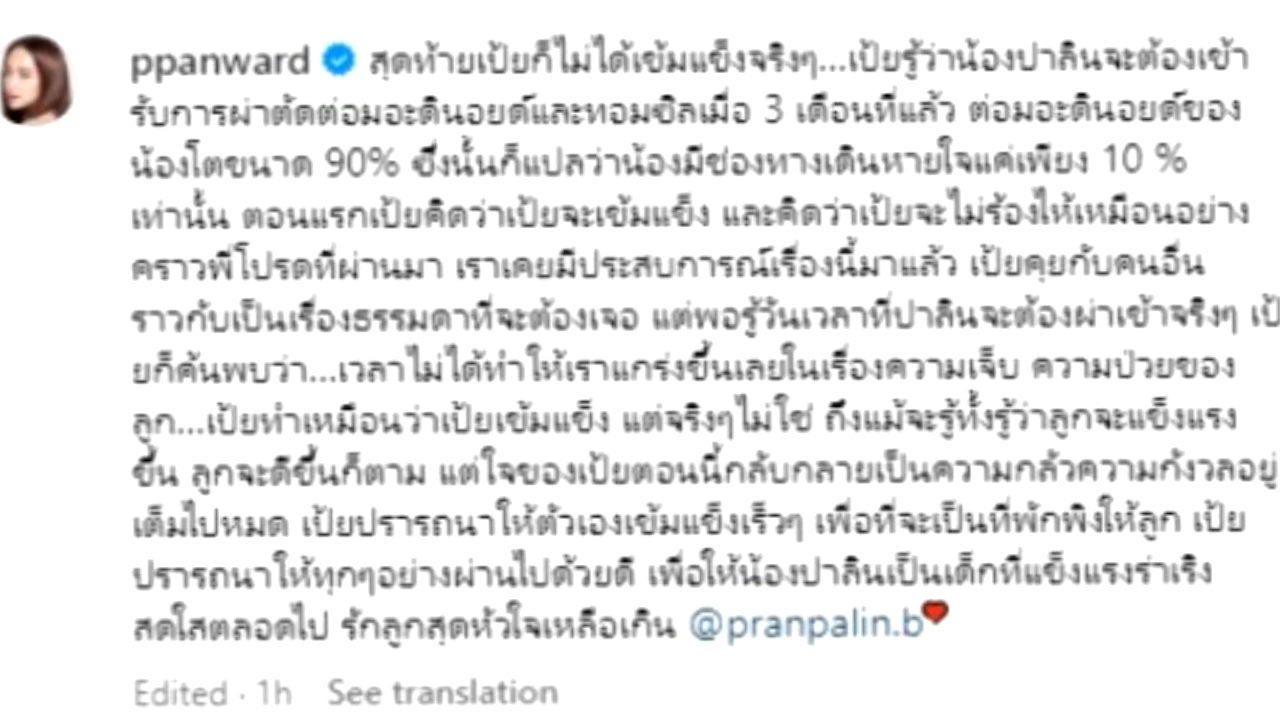 ppanward สุดท้ายเป้ยก็ไม่ได้เข้มแข็งจริงๆ...เป้ยรู้ว่าน้องปาลินจะต้องเข้า
รับการผ่าตัดต่อมอะดินอยด์และทอมซิลเมื่อ 3 เดือนที่แล้ว ต่อมอะดินอยด์ของ
น้องโตขนาด 90% ซึ่งนั้นก็แปลว่าน้องมีช่องทางเดินหายใจแค่เพียง 10 %
เท่านั้น ตอนแรกเป้ยคิดว่าเป้ยจะเข้มแข็ง และคิดว่าเป้ยจะไม่ร้องไห้เหมือนอย่าง
คราวพี่โปรดที่ผ่านมา เราเคยมีประสบการณ์เรื่องนี้มาแล้ว เป้ยคุยกับคนอื่น
ราวกับเป็นเรื่องธรรมดาที่จะต้องเจอ แต่พอรู้วันเวลาที่ปาลินจะต้องผ่าเข้าจริงๆ เป้
ยก็ค้นพบว่า...เวลาไม่ได้ทำให้เราแกร่งขึ้นเลยในเรื่องความเจ็บ ความป่วยของ
ลูก...เป้ยทำเหมือนว่าเป้ยเข้มแข็ง แต่จริงๆไม่ใช่ ถึงแม้จะรู้ทั้งรู้ว่าลูกจะแข็งแรง
ขึ้น ลูกจะดีขึ้นก็ตาม แต่ใจของเป้ยตอนนี้กลับกลายเป็นความกลัวความกังวลอยู่
เต็มไปหมด เป้ยปรารถนาให้ตัวเองเข้มแข็งเร็วๆ เพื่อที่จะเป็นที่พักพิงให้ลูก เป้ย
ปรารถนาให้ทุกๆอย่างผ่านไปด้วยดี เพื่อให้น้องปาลินเป็นเด็กที่แข็งแรงร่าเริง
สดใสตลอดไป รักลูกสุดหัวใจเหลือเกิน @pranpalin.b❤
Edited · 1h See translation